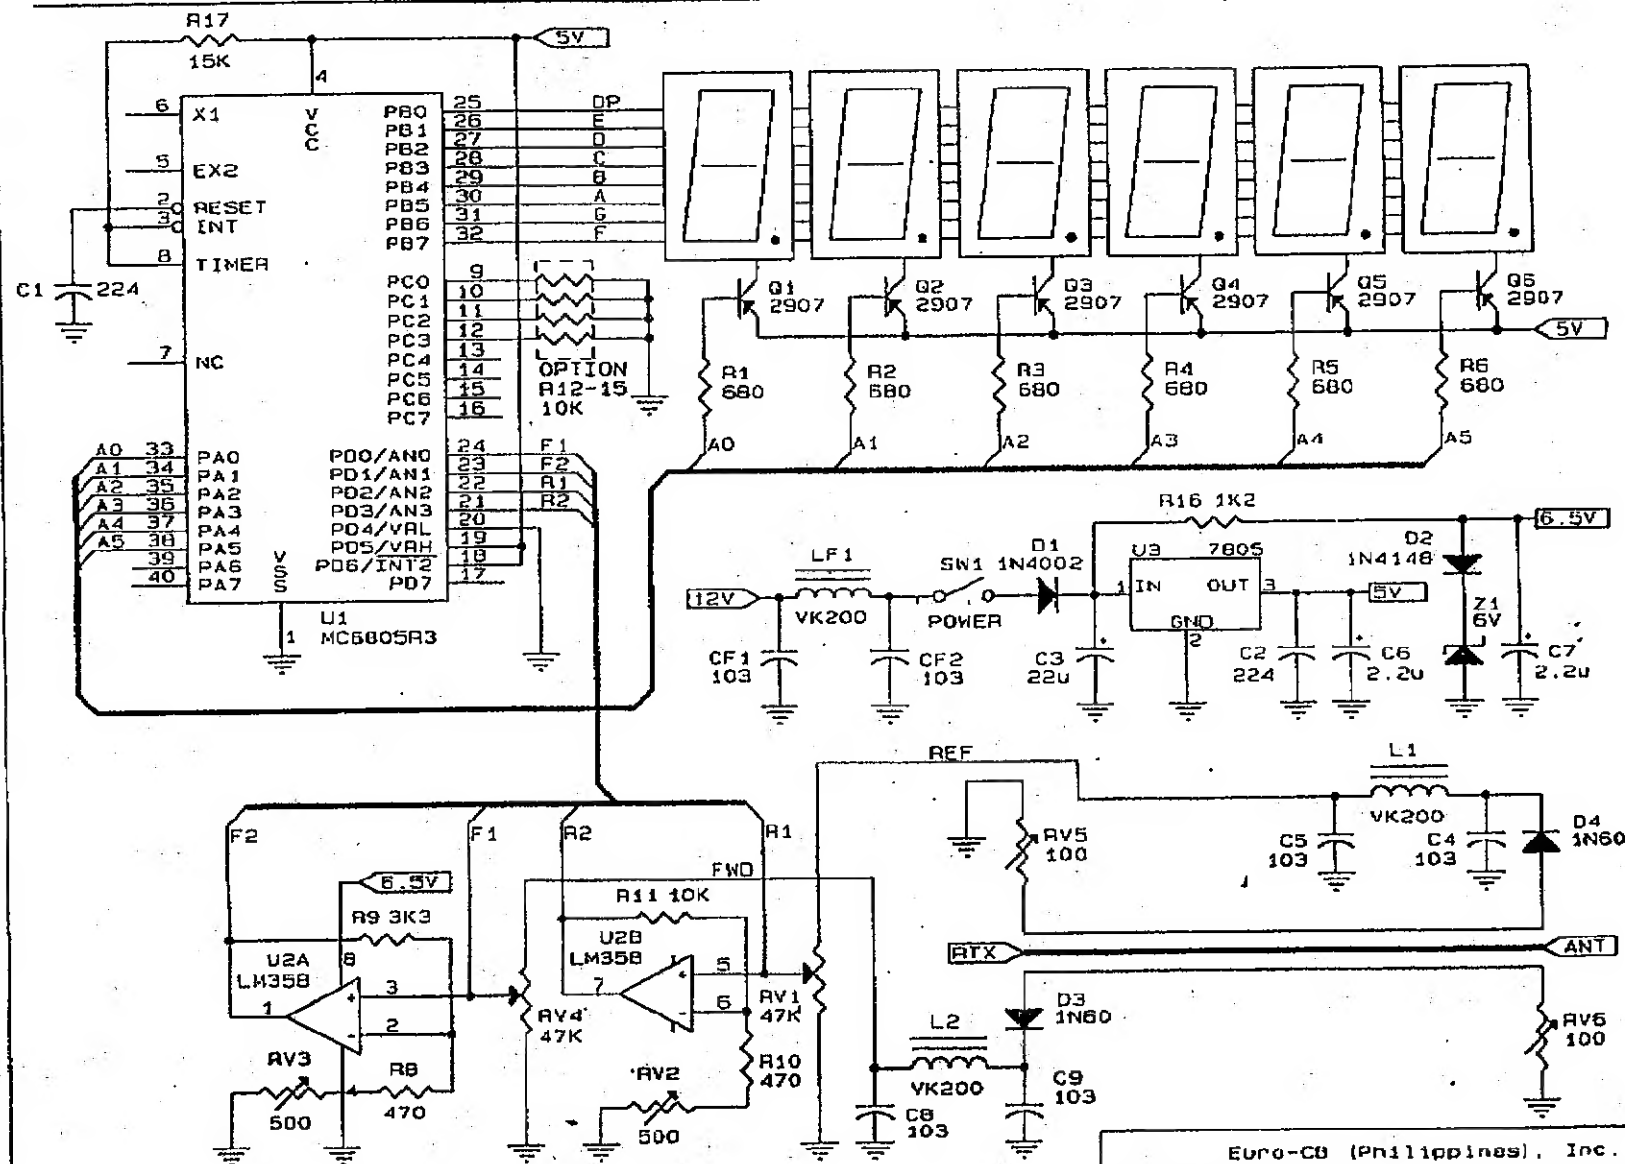 R17
15K
5V
4
6 X1
VCC
5 EX2
2 RESET
3 INT
8 TIMER
C1 224
7 NC
PB0 25 DP
PB1 26 E
PB2 27 D
PB3 28 C
PB4 29 B
PB5 30 A
PB6 31 G
PB7 32 F
PC0 9
PC1 10
PC2 11
PC3 12
PC4 13
PC5 14
PC6 15
PC7 16
OPTION
R12-15
10K
A0 33 PA0
A1 34 PA1
A2 35 PA2
A3 36 PA3
A4 37 PA4
A5 38 PA5
39 PA6
40 PA7
PD0/AN0 24 F1
PD1/AN1 23 F2
PD2/AN2 22 R1
PD3/AN3 21 R2
PD4/VRL 20
PD5/VRH 19
PD6/INT2 18
PD7 17
VSS
1
U1
MC6805R3
Q1
2907
Q2
2907
Q3
2907
Q4
2907
Q5
2907
Q6
2907
5V
R1
680
R2
680
R3
680
R4
680
R5
680
R6
680
A0
A1
A2
A3
A4
A5
R16 1K2
6.5V
LF1
VK200
SW1
POWER
D1
1N4002
U3 7805
1 IN OUT 3
GND
2
D2
1N4148
12V
5V
Z1
6V
CF1
103
CF2
103
C3
22u
C2
224
C6
2.2u
C7
2.2u
REF
L1
VK200
RV5
100
C5
103
C4
103
D4
1N60
F2
F1
R2
R1
FWD
6.5V
R9 3K3
R11 10K
U2A
LM358
8
1
3
2
U2B
LM358
7
5
6
RV4
47K
RV1
47K
RTX
ANT
D3
1N60
L2
VK200
RV6
100
RV3
500
R8
470
RV2
500
R10
470
C8
103
C9
103
Euro-CB (Philippines), Inc.